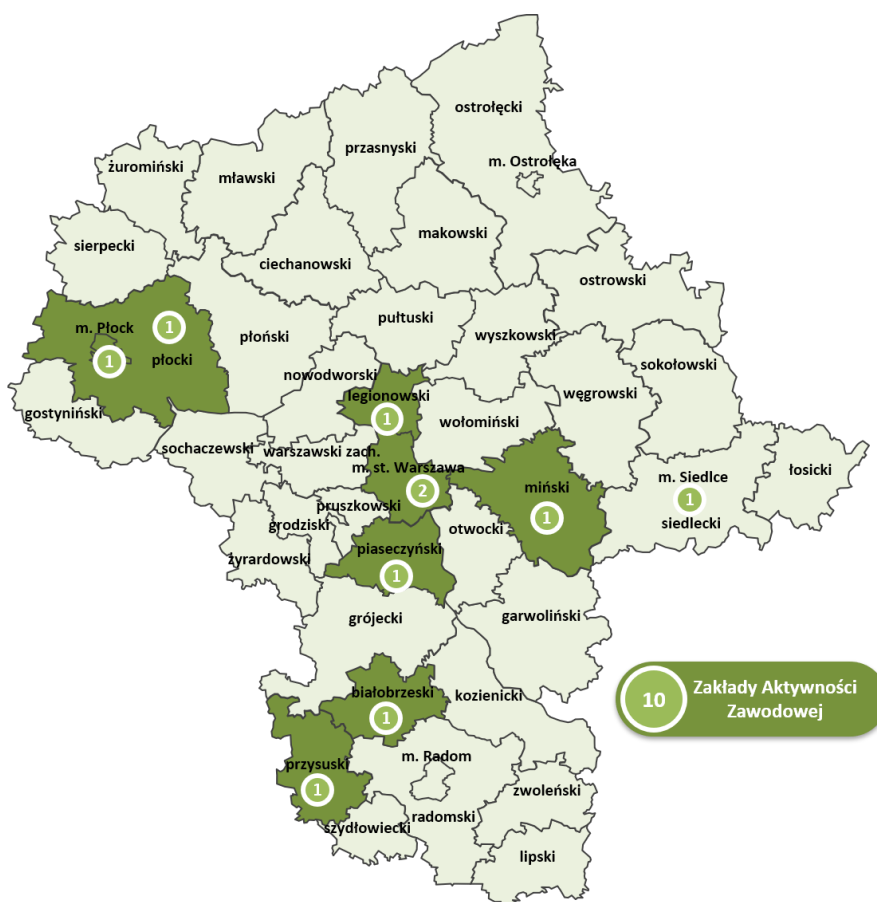 ostrołęcki
przasnyski
m. Ostrołęka
żuromiński
mławski
makowski
sierpecki
ciechanowski
ostrowski
pułtuski
m. Płock
1
płoński
wyszkowski
1
płocki
sokołowski
nowodworski
węgrowski
legionowski
gostyniński
1
wołomiński
sochaczewski
warszawski zach.
m. st. Warszawa
m. Siedlce
łosicki
2
miński
1
pruszkowski
1
siedlecki
grodziski
otwocki
piaseczyński
żyrardowski
1
grójecki
garwoliński
białobrzeski
kozienicki
10
Zakłady Aktywności
Zawodowej
1
m. Radom
przysuski
1
zwoleński
szydłowiecki
radomski
lipski